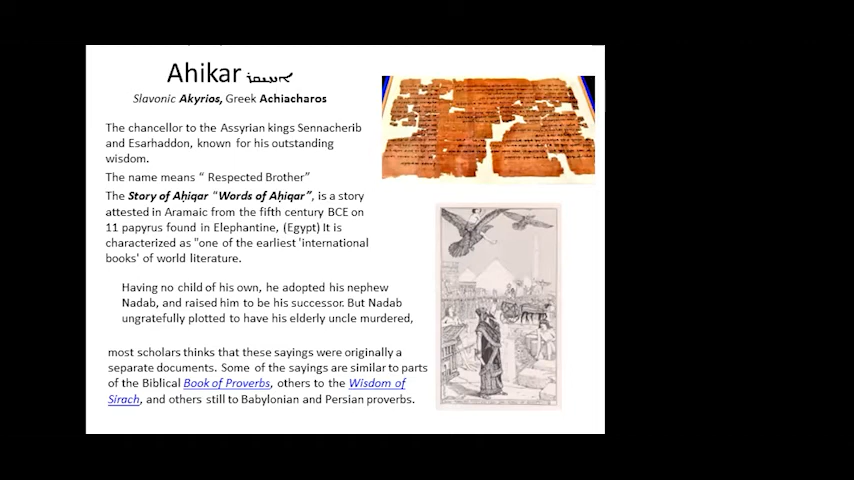 Ahikar ܐܚܝܩܪ
Slavonic Akyrios, Greek Achiacharos
The chancellor to the Assyrian kings Sennacherib
and Esarhaddon, known for his outstanding
wisdom.
The name means “ Respected Brother”
The Story of Aḥiqar “Words of Aḥiqar”, is a story
attested in Aramaic from the fifth century BCE on
11 papyrus found in Elephantine, (Egypt) It is
characterized as "one of the earliest 'international
books' of world literature.
Having no child of his own, he adopted his nephew
Nadab, and raised him to be his successor. But Nadab
ungratefully plotted to have his elderly uncle murdered,
most scholars thinks that these sayings were originally a
separate documents. Some of the sayings are similar to parts
of the Biblical Book of Proverbs, others to the Wisdom of
Sirach, and others still to Babylonian and Persian proverbs.